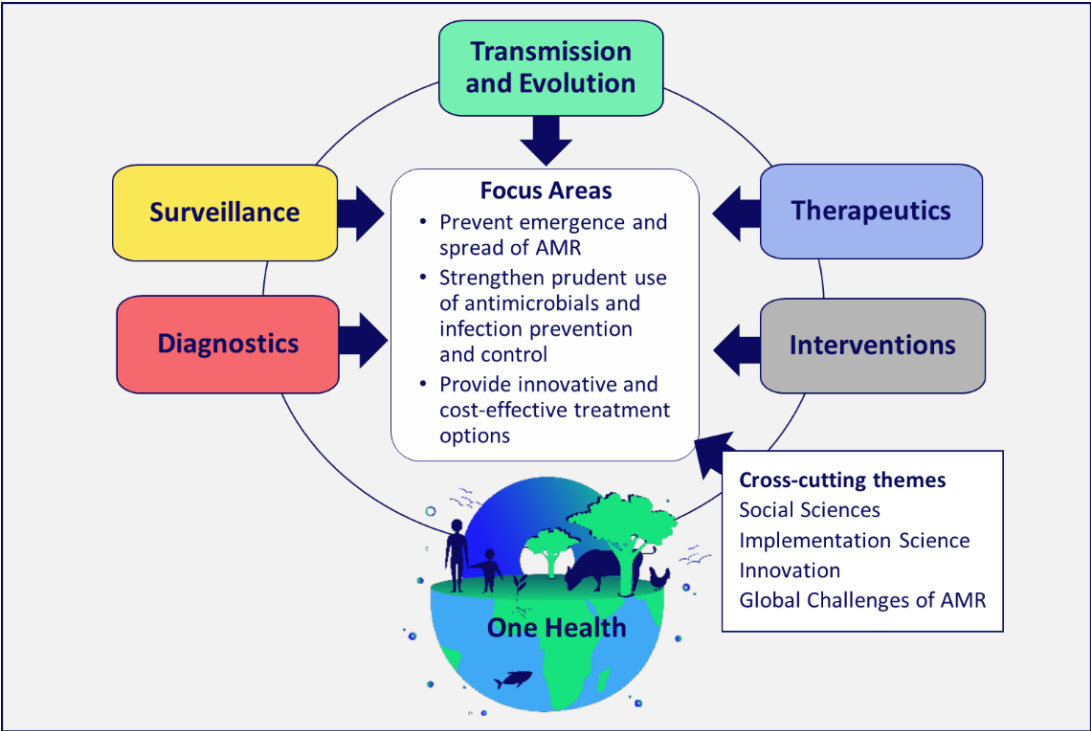 Transmission
and Evolution
Surveillance
Diagnostics
Focus Areas
• Prevent emergence and
spread of AMR
• Strengthen prudent use
of antimicrobials and
infection prevention
and control
• Provide innovative and
cost-effective treatment
options
Therapeutics
Interventions
Cross-cutting themes
Social Sciences
Implementation Science
Innovation
Global Challenges of AMR
One Health